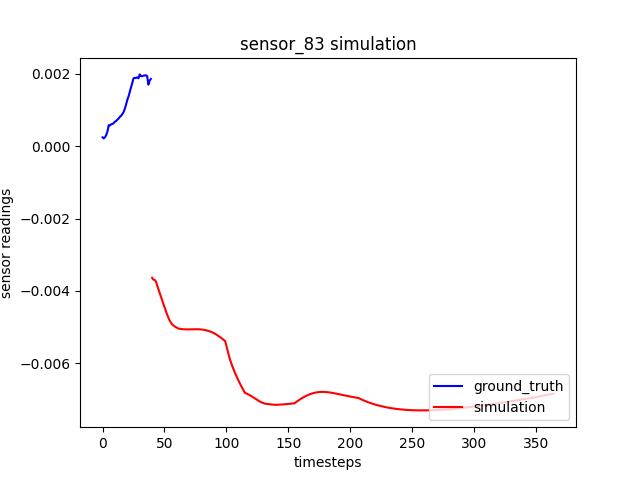 sensor_83 simulation
sensor readings
0.002
0.000
−0.002
−0.004
−0.006
0
50
100
150
200
250
300
350
timesteps
ground_truth
simulation